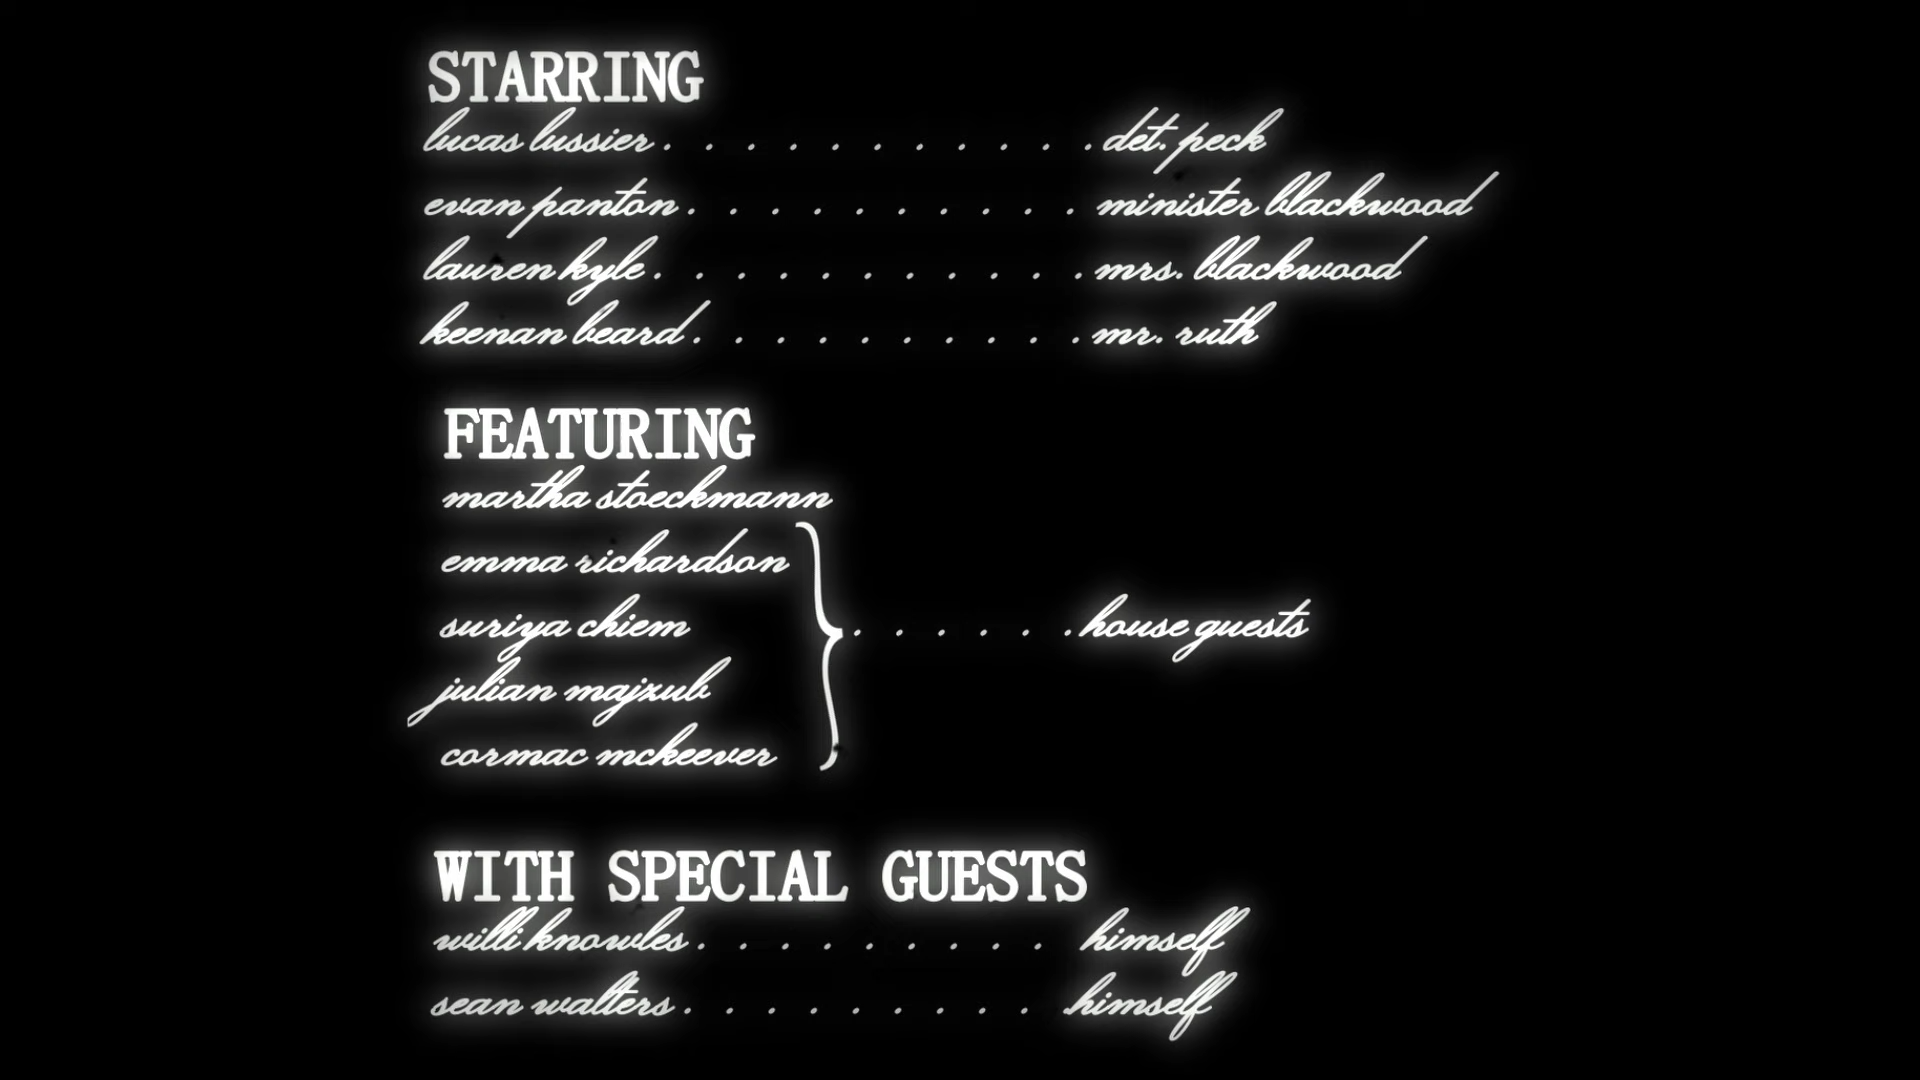 STARRING
lucas lussier . . . . . . . . . . . det. peck
evan panton . . . . . . . . . . minister blackwood
lauren kyle . . . . . . . . . . . mrs. blackwood
keenan beard . . . . . . . . . . mr. ruth
FEATURING
martha stoeckmann
emma richardson
suriya chiem } . . . . . . house guests
julian majzub
cormac mckeever
WITH SPECIAL GUESTS
willi knowles . . . . . . . . . himself
sean walters . . . . . . . . . . himself